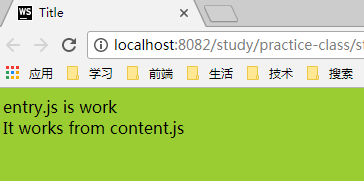 WS Title
localhost:8082/study/practice-class/s
应用 学习 前端 生活 技术 搜索
entry.js is work
It works from content.js